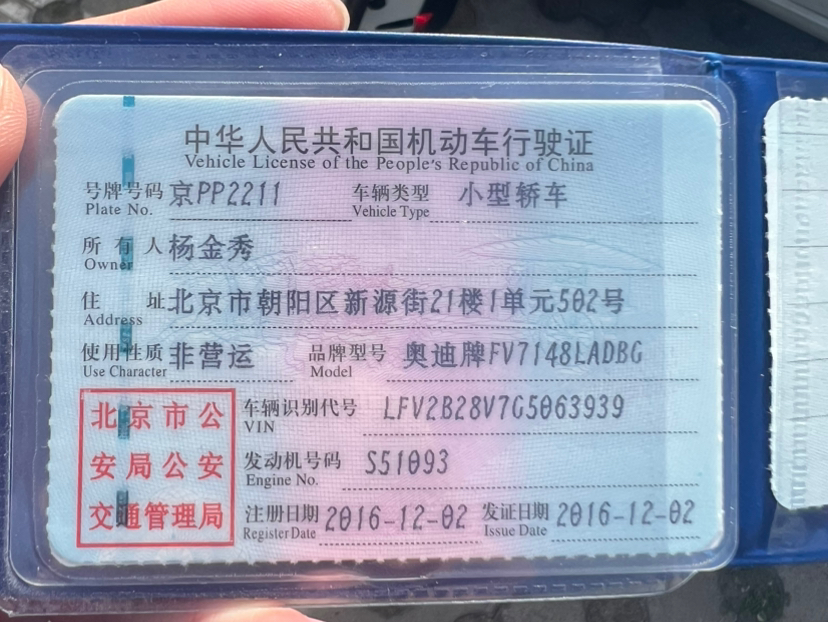 中华人民共和国机动车行驶证
Vehicle License of the People's Republic of China
号牌号码 京PP2211 车辆类型 小型轿车
Plate No. Vehicle Type
所有人 杨金秀
Owner
住址 北京市朝阳区新源街21楼1单元502号
Address
使用性质 非营运 品牌型号 奥迪牌FV7148LADBG
Use Character Model
北京市公
安局公安
交通管理局
车辆识别代号 LFV2B28V7G5063939
VIN
发动机号码 S51093
Engine No.
注册日期 2016-12-02 发证日期 2016-12-02
Register Date Issue Date